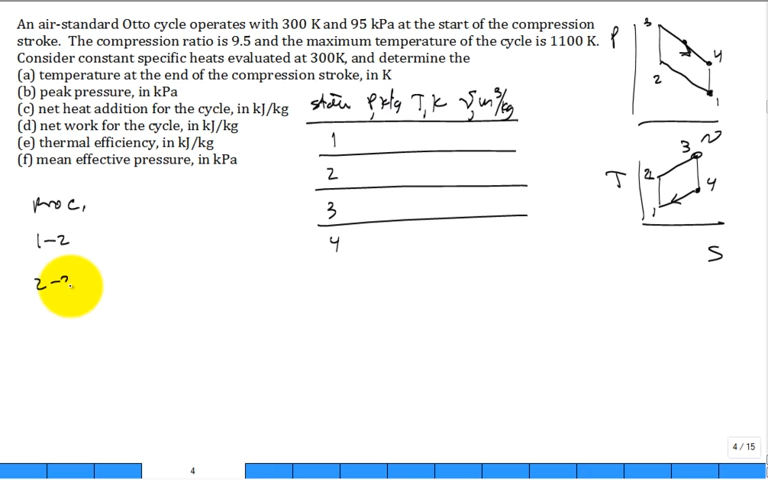 An air-standard Otto cycle operates with 300 K and 95 kPa at the start of the compression
stroke. The compression ratio is 9.5 and the maximum temperature of the cycle is 1100 K.
Consider constant specific heats evaluated at 300K, and determine the
(a) temperature at the end of the compression stroke, in K
(b) peak pressure, in kPa
(c) net heat addition for the cycle, in kJ/kg
(d) net work for the cycle, in kJ/kg
(e) thermal efficiency, in kJ/kg
(f) mean effective pressure, in kPa
T, K m³/kg
1
2
3
4
proc.
1-2
2-3
P
3
4
2
1
v
T
3
2
4
1
S
4 / 15
4